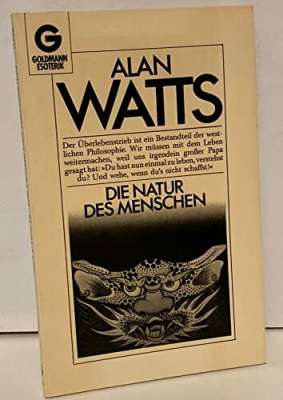 G
GOLDMANN
ESOTERIK
ALAN
WATTS
Der Überlebenstrieb ist ein Bestandteil der west-
lichen Philosophie. Wir müssen mit dem Leben
weitermachen, weil uns irgendein großer Papa
gesagt hat: »Du hast nun einmal zu leben, verstehst
du? Und wehe, wenn du's nicht schaffst!«
DIE NATUR
DES MENSCHEN